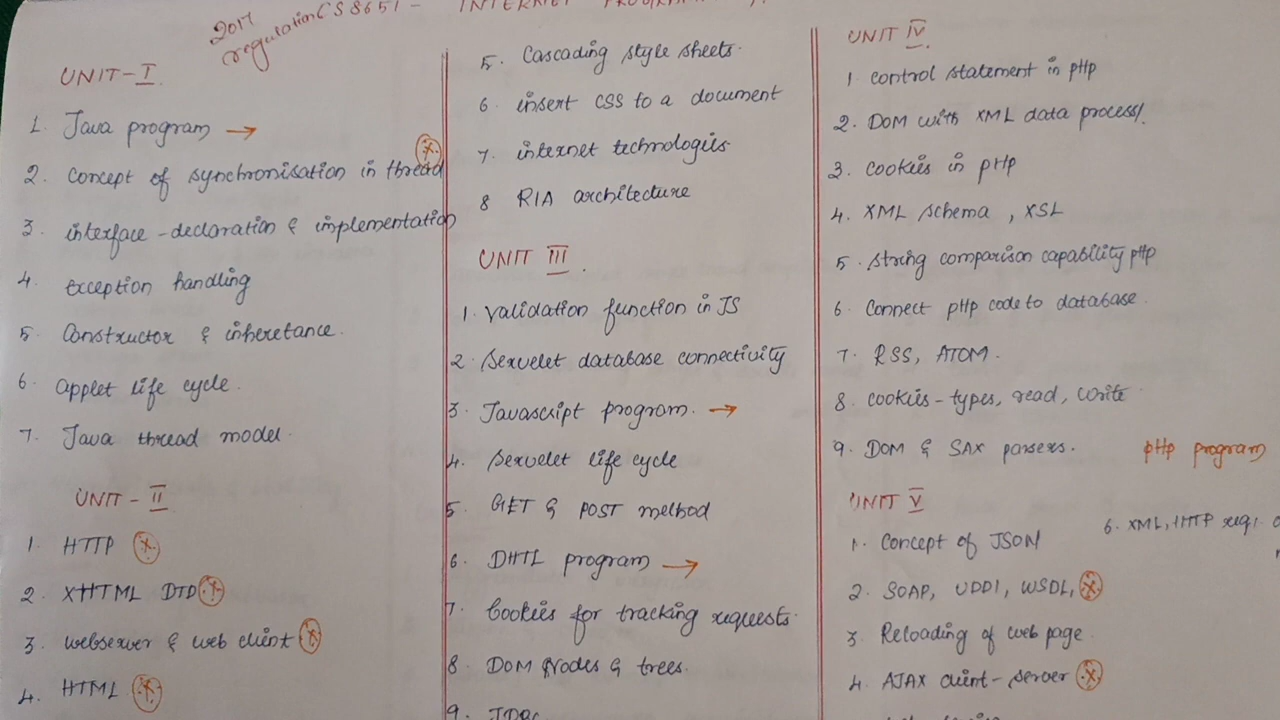 2017
regulation CS8651 - INTERNET
UNIT-I
1. Java program →
2. Concept of synchronisation in thread
3. interface - declaration & implementation
4. exception handling
5. Constructor & inheretance.
6. applet life cycle.
7. Java thread model.
UNIT - II
1. HTTP
2. XHTML DTD
3. webserver & web client
4. HTML
5. Cascading style sheets.
6. insert CSS to a document
7. internet technologies
8. RIA architecture
UNIT III.
1. validation function in JS
2. servelet database connectivity
3. Javascript program. →
4. servelet life cycle
5. GET & POST method
6. DHTL program →
7. Cookies for tracking requests.
8. DOM Nodes & trees.
9. JDBC
UNIT IV.
1. control statement in pHp
2. DOM with XML data process/.
3. cookies in pHp
4. XML schema, XSL
5. string comparison capability pHp
6. Connect pHp code to database.
7. RSS, ATOM.
8. cookies - types, read, write
9. DOM & SAX parsers. pHp program
UNIT V
1. Concept of JSON
2. SOAP, UDDI, WSDL,
3. Reloading of web page.
4. AJAX client-server
6. XML, HTTP